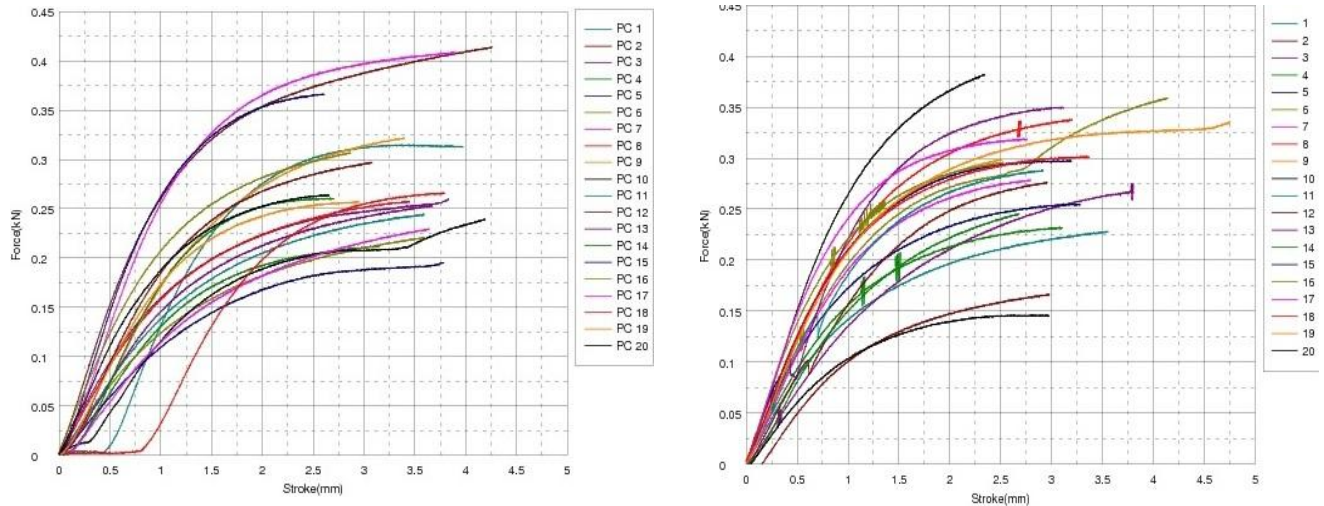 0.45
0.4
0.35
0.3
0.25
0.2
0.15
0.1
0.05
0
Force(kN)
0 0.5 1 1.5 2 2.5 3 3.5 4 4.5 5
Stroke(mm)
PC 1
PC 2
PC 3
PC 4
PC 5
PC 6
PC 7
PC 8
PC 9
PC 10
PC 11
PC 12
PC 13
PC 14
PC 15
PC 16
PC 17
PC 18
PC 19
PC 20
0.45
0.4
0.35
0.3
0.25
0.2
0.15
0.1
0.05
0
Force(kN)
0 0.5 1 1.5 2 2.5 3 3.5 4 4.5 5
Stroke(mm)
1
2
3
4
5
6
7
8
9
10
11
12
13
14
15
16
17
18
19
20